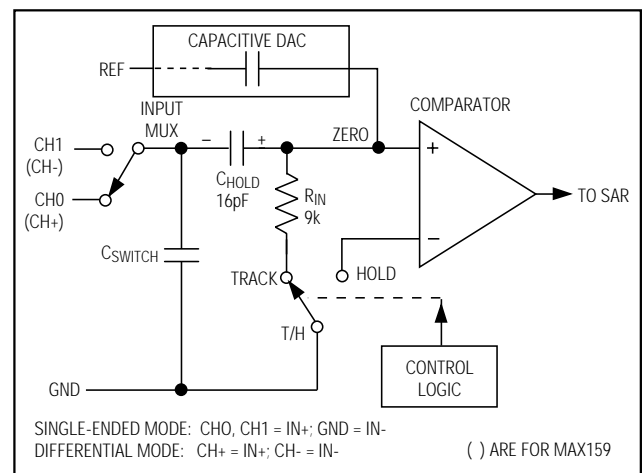 CAPACITIVE DAC
REF
INPUT
MUX
COMPARATOR
ZERO
CH1
(CH-)
–
+
+
CHOLD
16pF
RIN
9k
TO SAR
CH0
(CH+)
–
CSWITCH
HOLD
TRACK
T/H
CONTROL
LOGIC
GND
SINGLE-ENDED MODE: CH0, CH1 = IN+; GND = IN-
DIFFERENTIAL MODE: CH+ = IN+; CH- = IN-
( ) ARE FOR MAX159